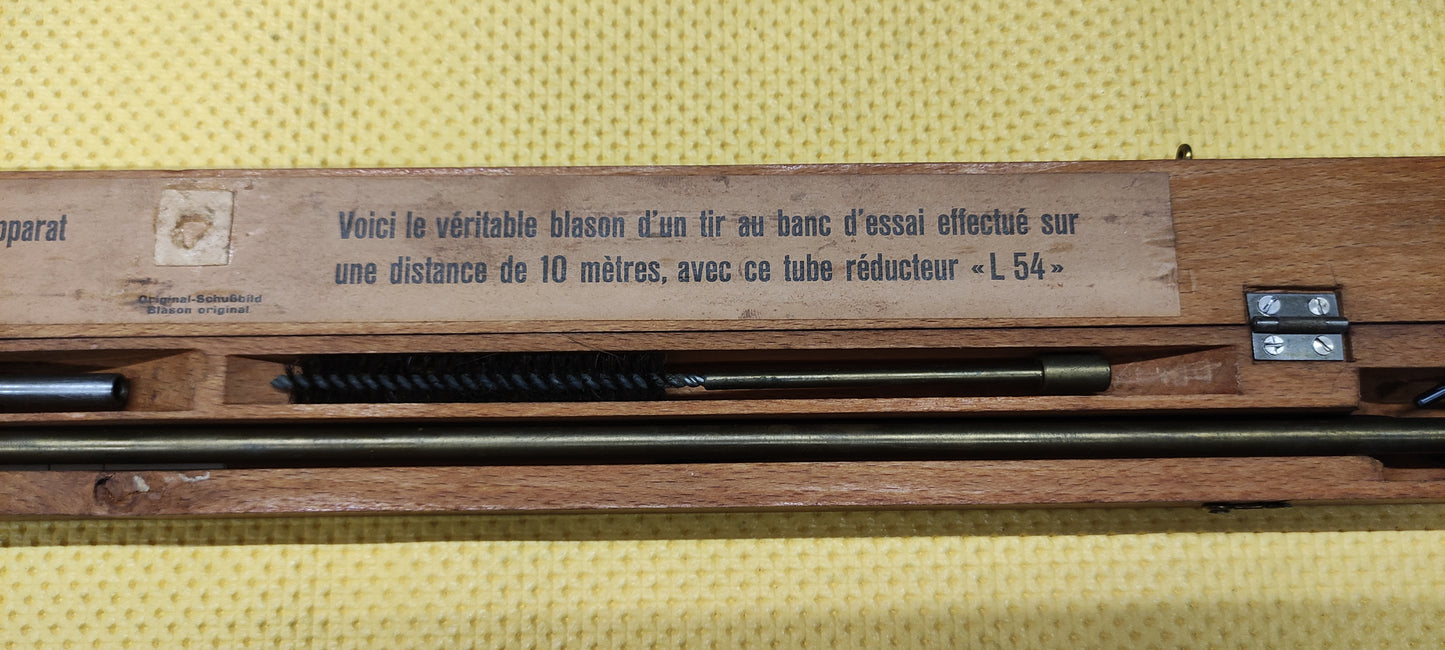 pparat
Original-Schußbild
Blason original
Voici le véritable blason d'un tir au banc d'essai effectué sur
une distance de 10 mètres, avec ce tube réducteur «L 54»